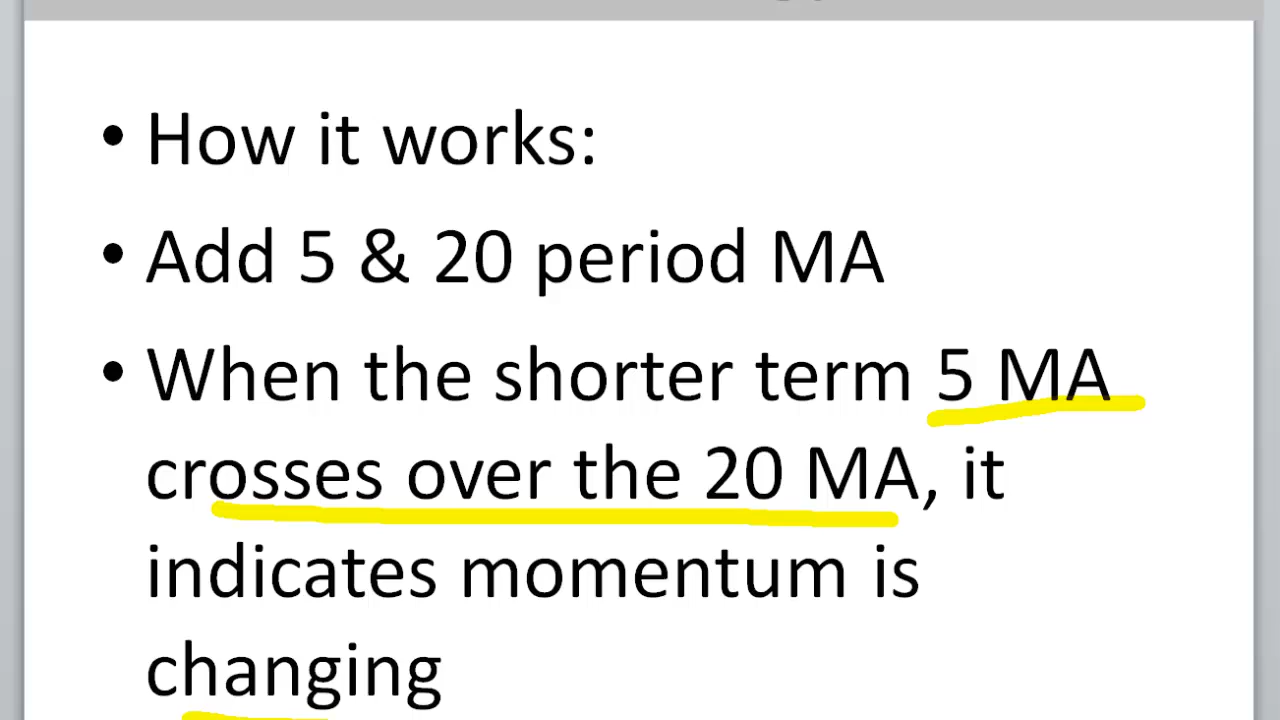 • How it works:
• Add 5 & 20 period MA
• When the shorter term 5 MA
crosses over the 20 MA, it
indicates momentum is
changing